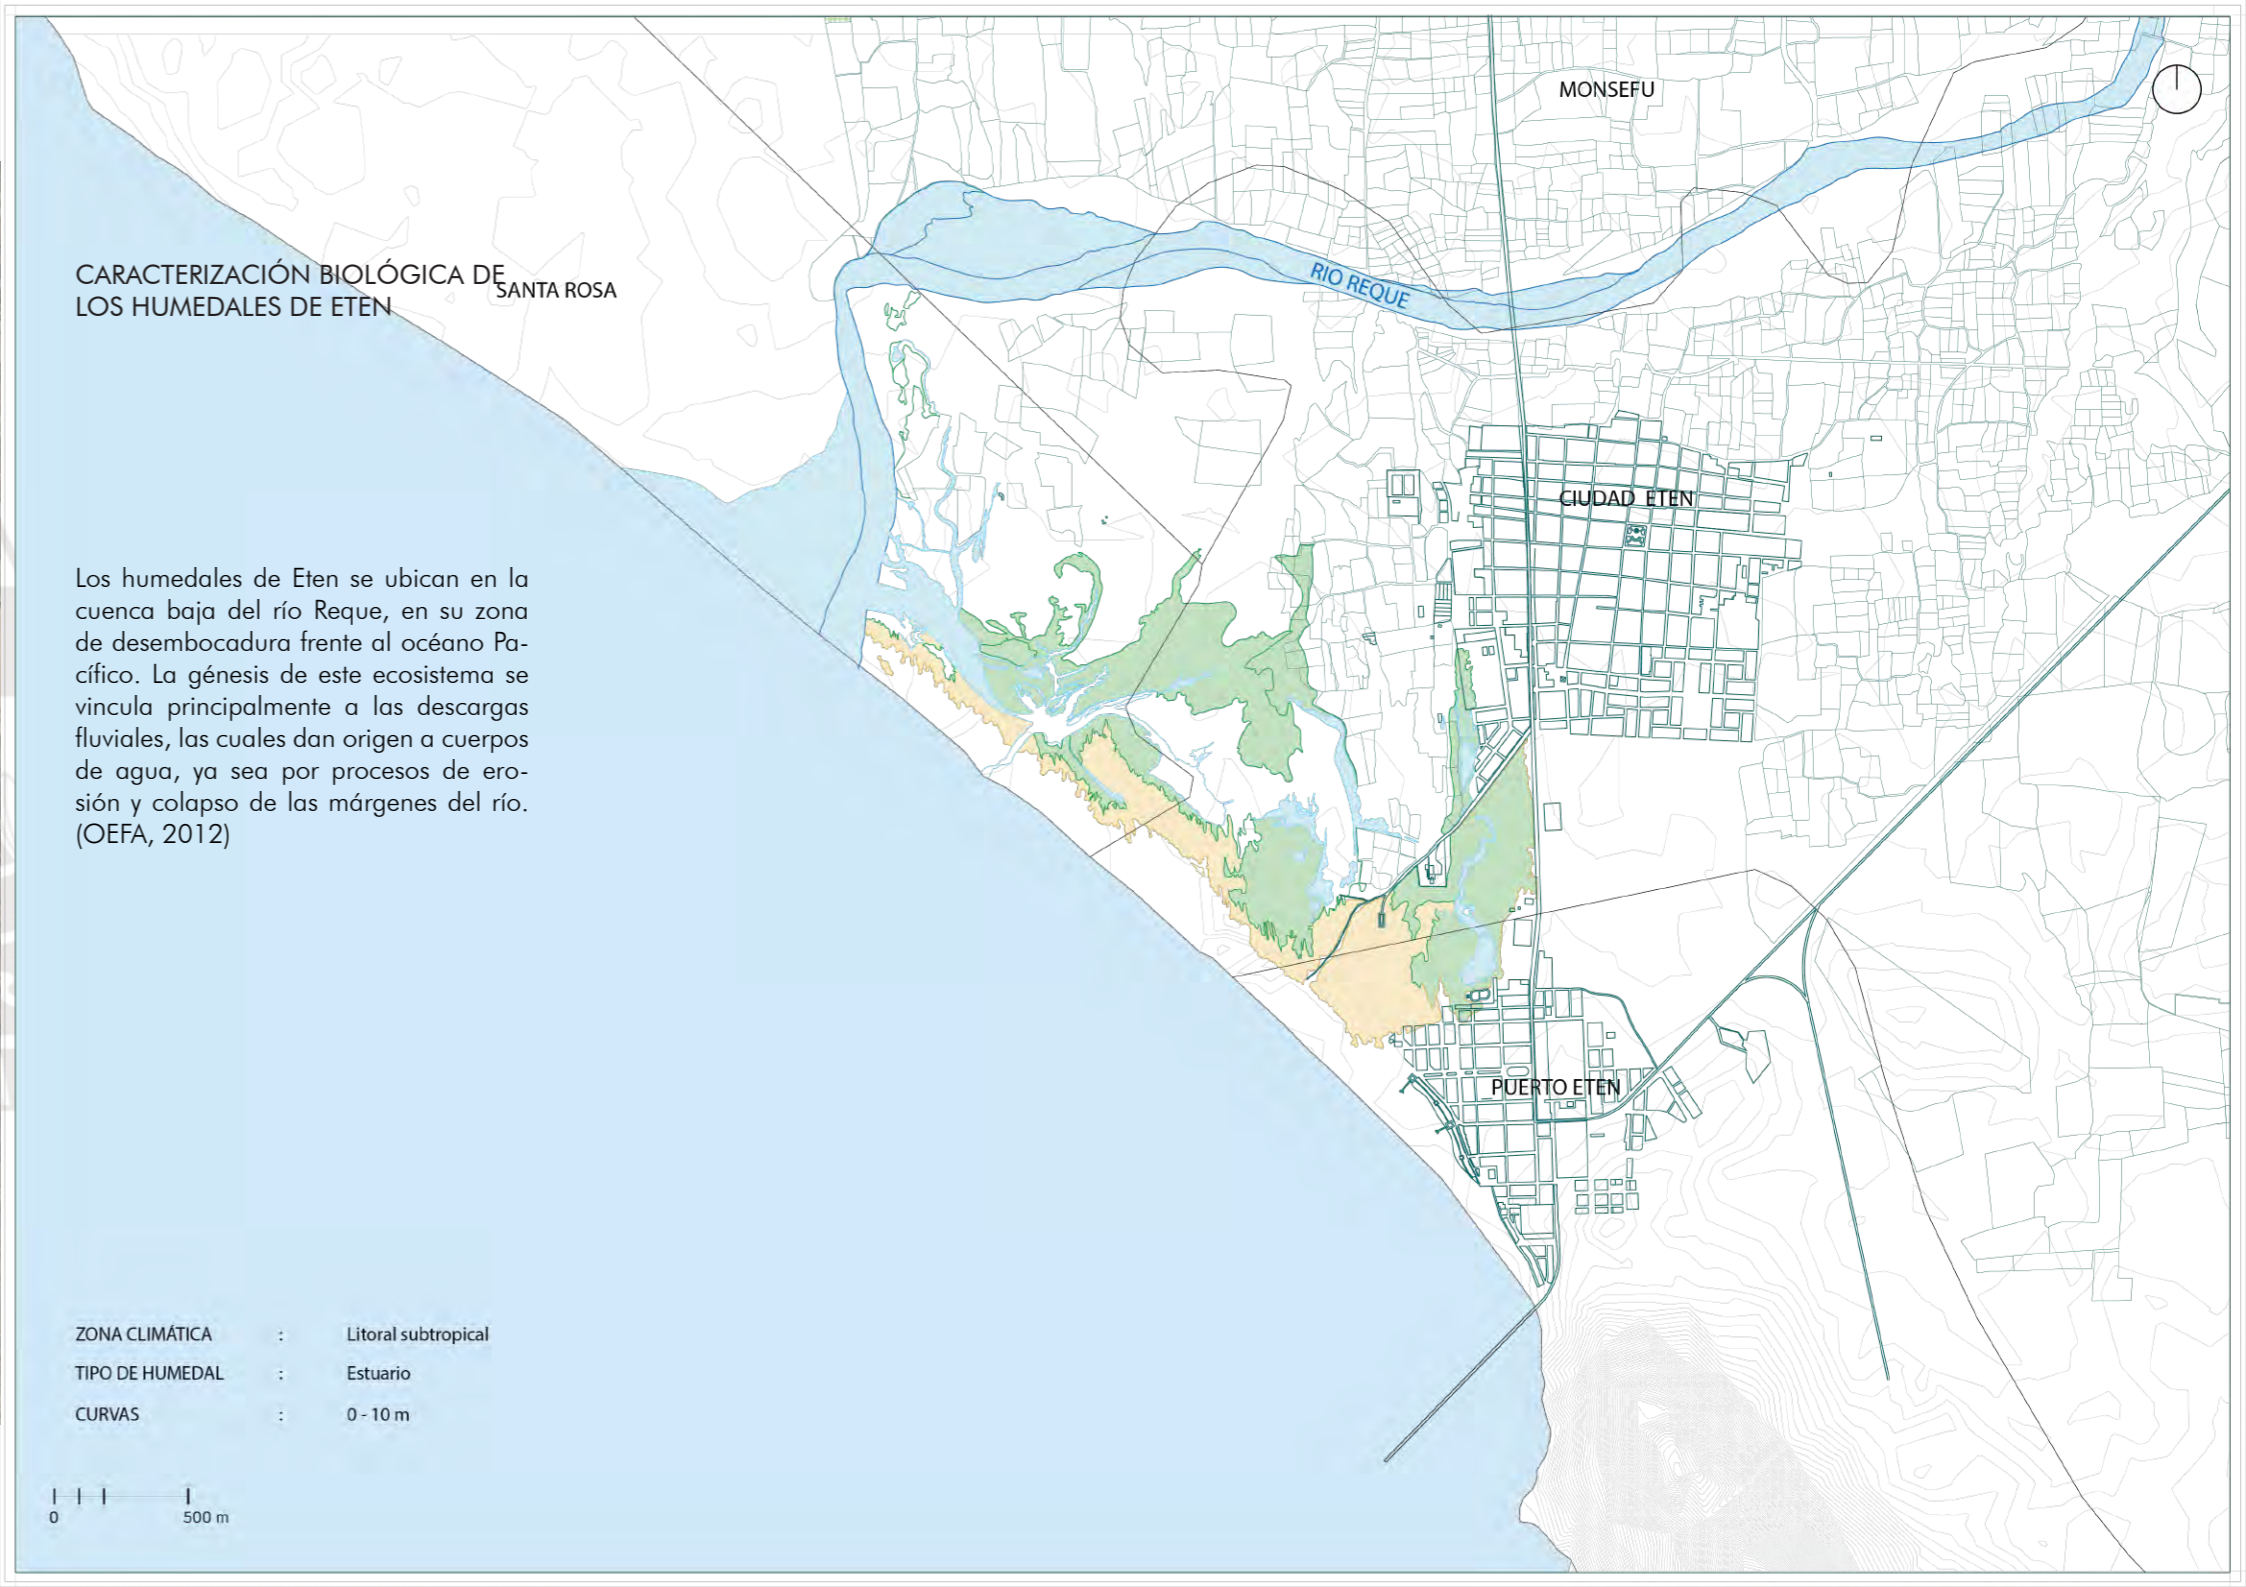 MONSEFU
CARACTERIZACIÓN BIOLÓGICA DE
LOS HUMEDALES DE ETEN
SANTA ROSA
RIO REQUE
CIUDAD ETEN
Los humedales de Eten se ubican en la
cuenca baja del río Reque, en su zona
de desembocadura frente al océano Pa-
cífico. La génesis de este ecosistema se
vincula principalmente a las descargas
fluviales, las cuales dan origen a cuerpos
de agua, ya sea por procesos de ero-
sión y colapso de las márgenes del río.
(OEFA, 2012)
PUERTO ETEN
ZONA CLIMÁTICA : Litoral subtropical
TIPO DE HUMEDAL : Estuario
CURVAS : 0 - 10 m
0 500 m